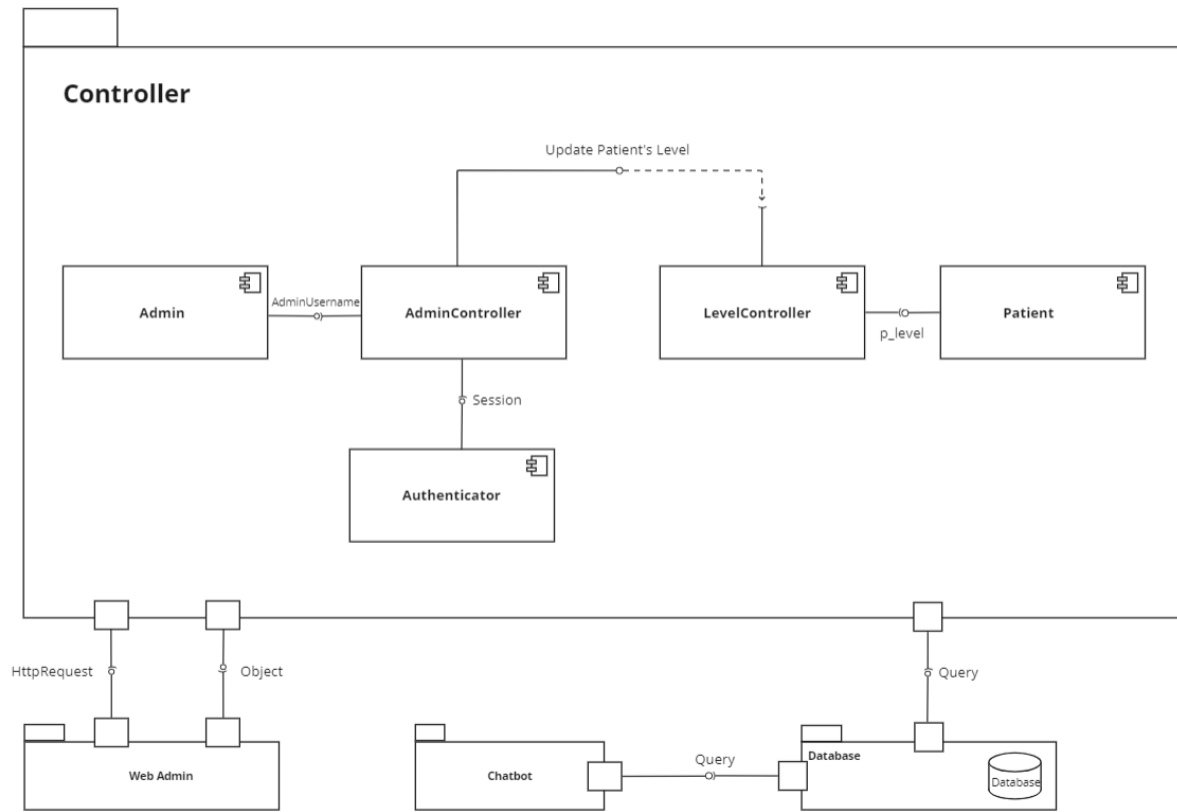 Controller
Update Patient's Level
Admin
AdminUsername
AdminController
LevelController
p_level
Patient
Session
Authenticator
HttpRequest
Object
Query
Web Admin
Chatbot
Query
Database
Database